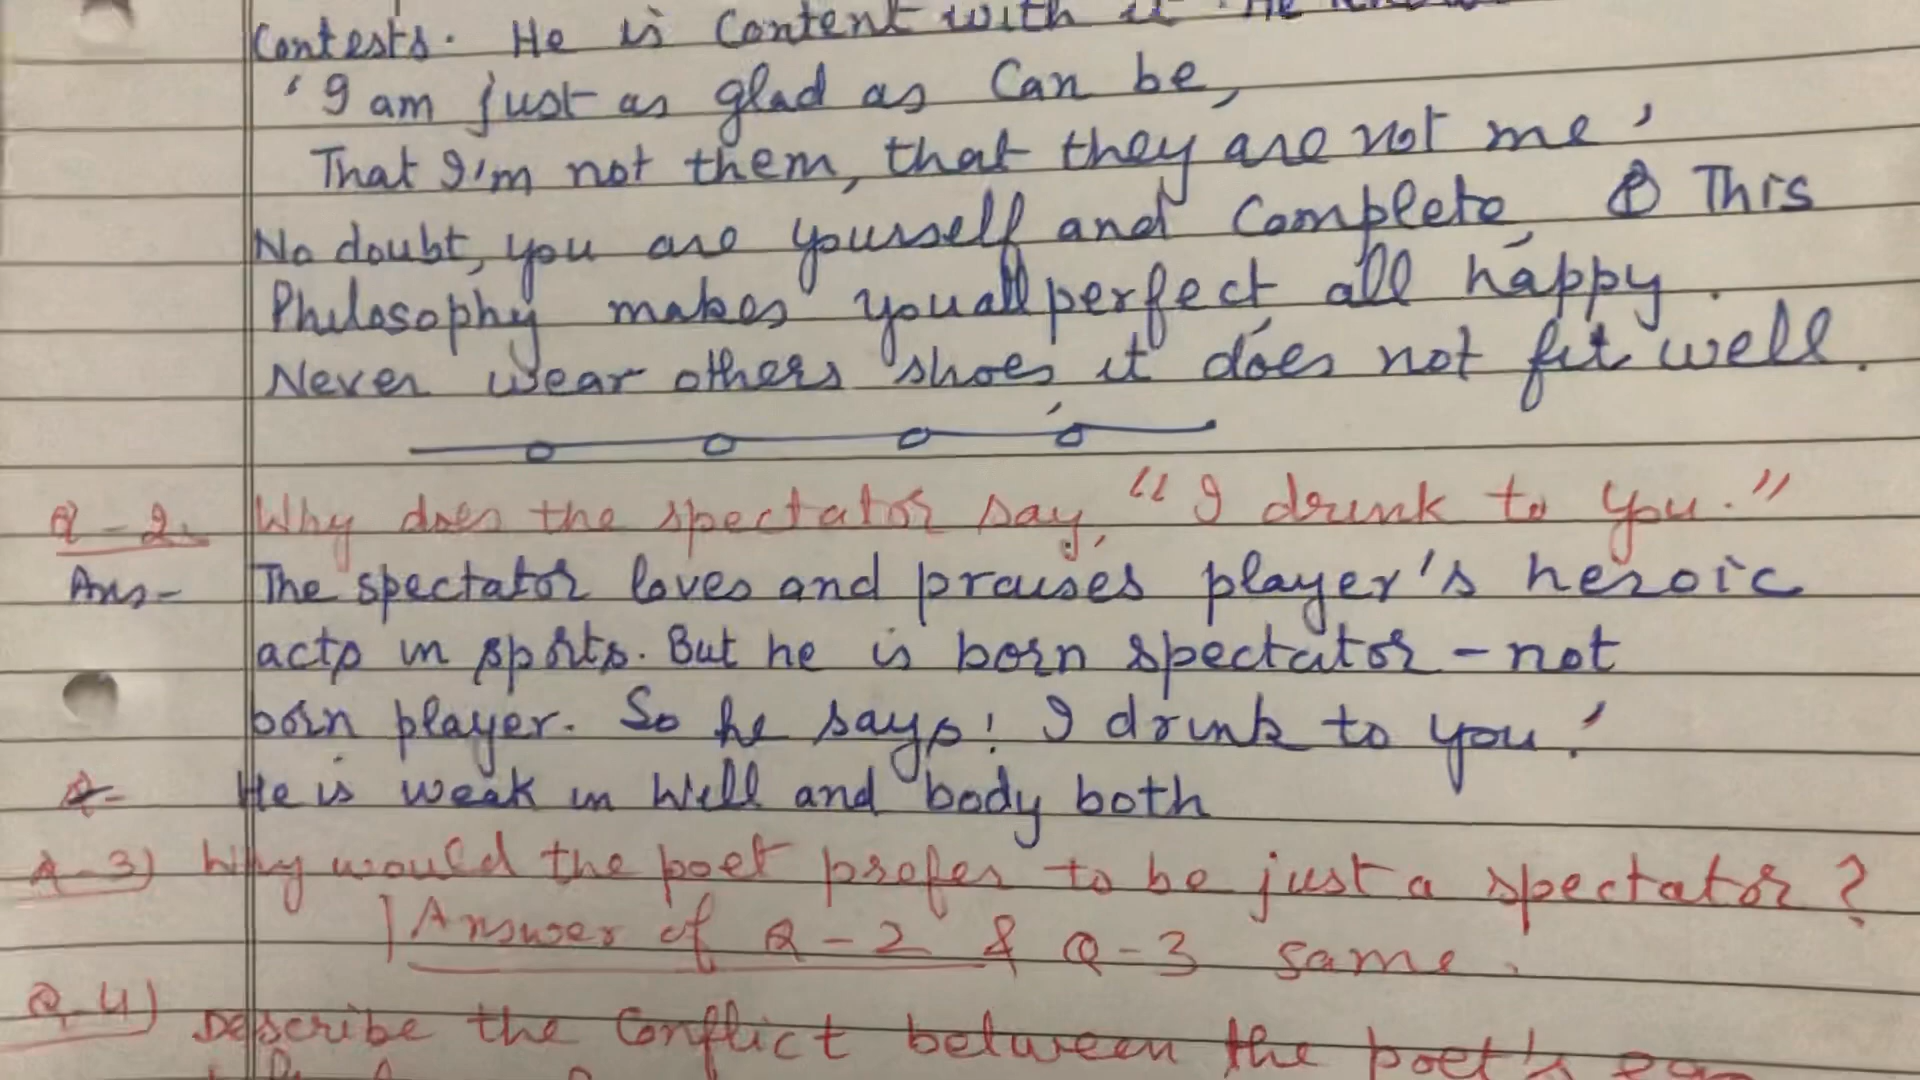 Contests. He is Content with it. He
'I am just as glad as Can be,
That I'm not them, that they are not me'
No doubt, you are yourself and Complete, This
Philosophy makes you all perfect, all happy.
Never wear others shoes, it does not fit well.
Q-2. Why does the spectator say, "I drink to you."
Ans- The spectator loves and praises player's heroic
acts in sports. But he is born spectator - not
born player. So he says! I drink to you!
He is weak in will and body both
Q-3) Why would the poet prefer to be just a spectator?
Answer of Q-2 & Q-3 same.
Q.4) Describe the Conflict between the poet's